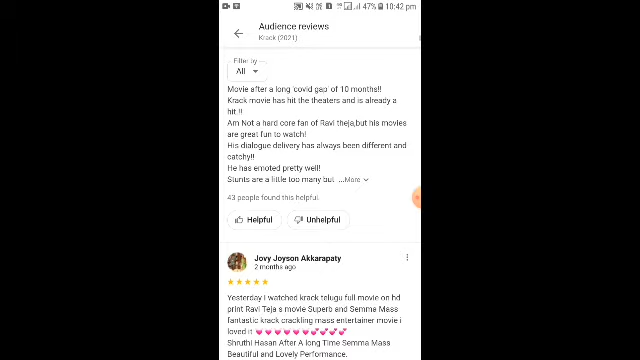 47% 10:42 pm
Audience reviews
Krack (2021)
Filter by
All
Movie after a long 'covid gap' of 10 months!!
Krack movie has hit the theaters and is already a
hit.!!
Am Not a hard core fan of Ravi theja,but his movies
are great fun to watch!
His dialogue delivery has always been different and
catchy!!
He has emoted pretty well!
Stunts are a little too many but ...More
43 people found this helpful.
Helpful Unhelpful
Jovy Joyson Akkarapaty
2 months ago
Yesterday I watched krack telugu full movie on hd
print Ravi Teja s movie Superb and Semma Mass
fantastic krack crackling mass entertainer movie i
loved it 💗💗💗💗💗💕💕💕💕
Shruthi Hasan After A long Time Semma Mass
Beautiful and Lovely Performance.